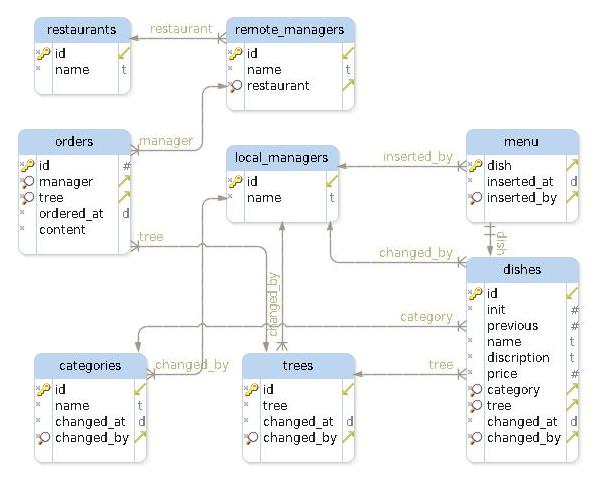 restaurants
id
name t
restaurant
remote_managers
id
name t
restaurant
orders
id #
manager
tree
ordered_at d
content
manager
local_managers
id
name t
inserted_by
menu
dish
inserted_at d
inserted_by
tree
changed_by
changed_by
dish
dishes
id
init #
previous #
name t
discription t
price #
category
tree
changed_at d
changed_by
category
categories
id
name t
changed_at d
changed_by
changed_by
trees
id
tree
changed_at d
changed_by
tree